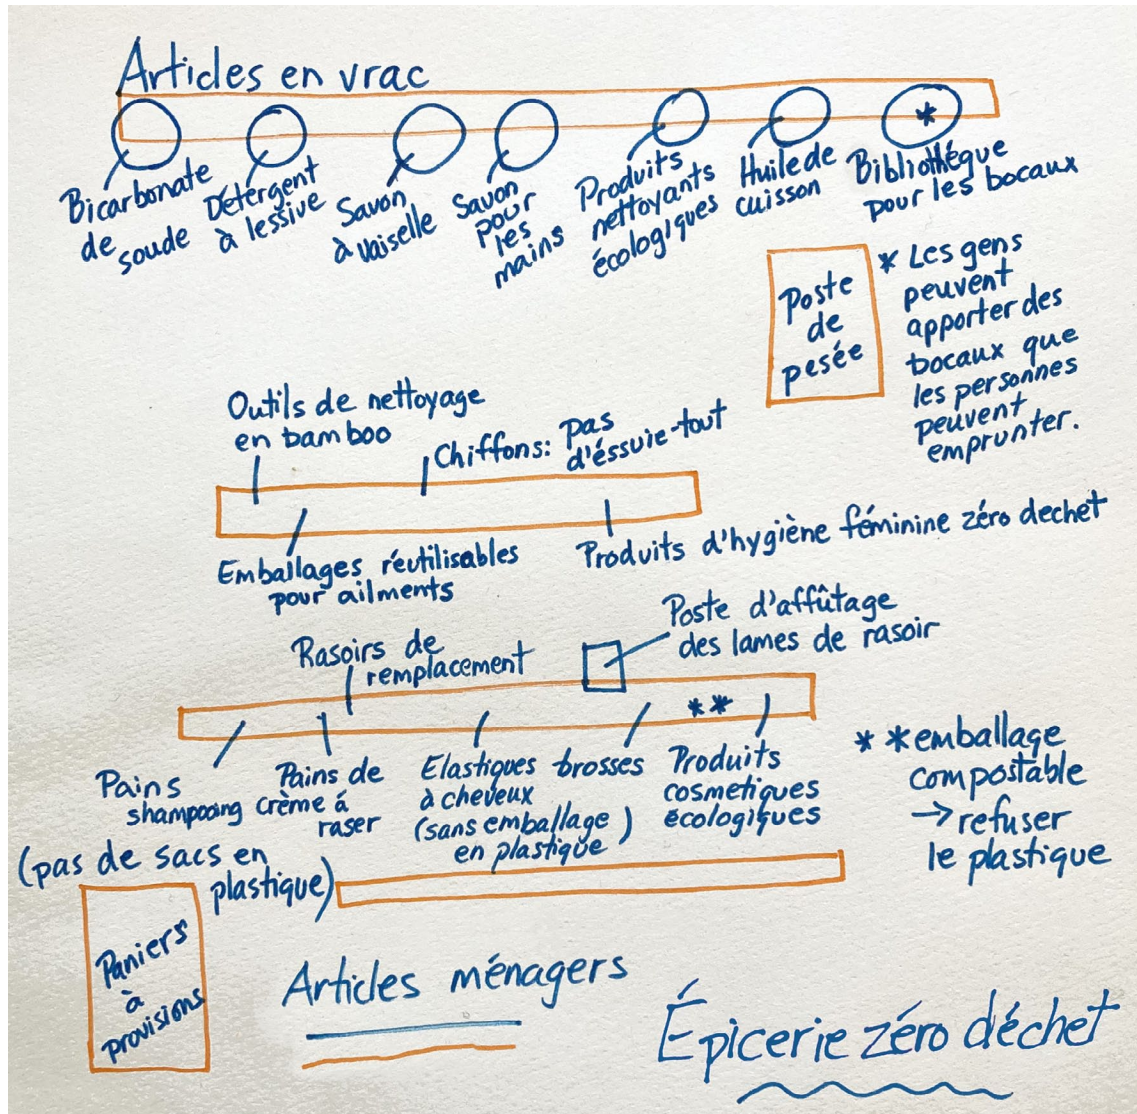 Articles en vrac
Bicarbonate
de
soude
Détergent
à lessive
Savon
à vaiselle
Savon
pour
les
mains
Produits
nettoyants
écologiques
Huile de
cuisson
*
Bibliothéque
pour les bocaux
Poste
de
pesée
* Les gens
peuvent
apporter des
bocaux que
les personnes
peuvent
emprunter.
Outils de nettoyage
en bamboo
Chiffons: pas
d'éssuie-tout
Emballages réutilisables
pour ailments
Produits d'hygiène féminine zéro dechet
Poste d'affûtage
des lames de rasoir
Rasoirs de
remplacement
**
Pains
shampooing
Pains de
crème á
raser
Elastiques
à cheveux
(sans emballage
en plastique)
brosses
Produits
cosmetiques
écologiques
* *emballage
compostable
→ refuser
le plastique
(pas de sacs en
plastique)
Paniers
à
provisions
Articles ménagers
Épicerie zéro déchet